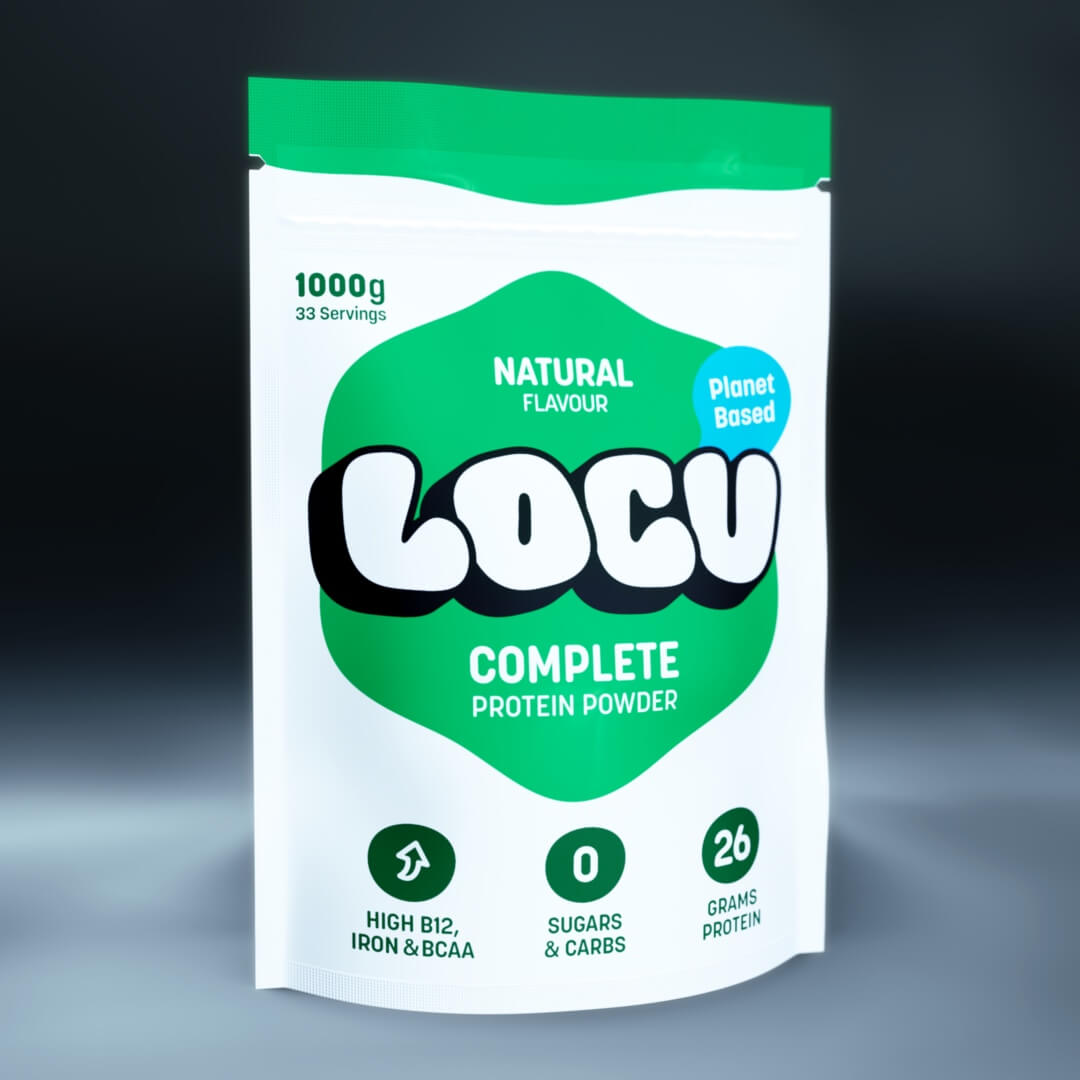 1000g
33 Servings
NATURAL
FLAVOUR
Planet
Based
LOCU
COMPLETE
PROTEIN POWDER
HIGH B12,
IRON & BCAA
0
SUGARS
& CARBS
26
GRAMS
PROTEIN